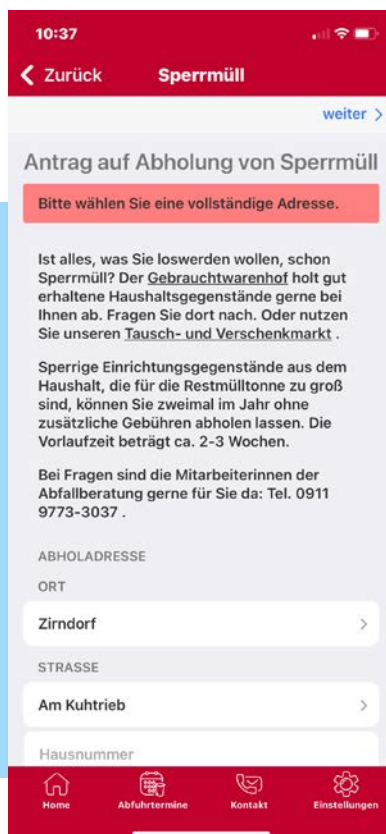 10:37
Zurück Sperrmüll
weiter >
Antrag auf Abholung von Sperrmüll
Bitte wählen Sie eine vollständige Adresse.
Ist alles, was Sie loswerden wollen, schon
Sperrmüll? Der Gebrauchtwarenhof holt gut
erhaltene Haushaltsgegenstände gerne bei
Ihnen ab. Fragen Sie dort nach. Oder nutzen
Sie unseren Tausch- und Verschenkmarkt .
Sperrige Einrichtungsgegenstände aus dem
Haushalt, die für die Restmülltonne zu groß
sind, können Sie zweimal im Jahr ohne
zusätzliche Gebühren abholen lassen. Die
Vorlaufzeit beträgt ca. 2-3 Wochen.
Bei Fragen sind die Mitarbeiterinnen der
Abfallberatung gerne für Sie da: Tel. 0911
9773-3037 .
ABHOLADRESSE
ORT
Zirndorf
STRASSE
Am Kuhtrieb
Hausnummer
Home Abfuhrtermine Kontakt Einstellungen